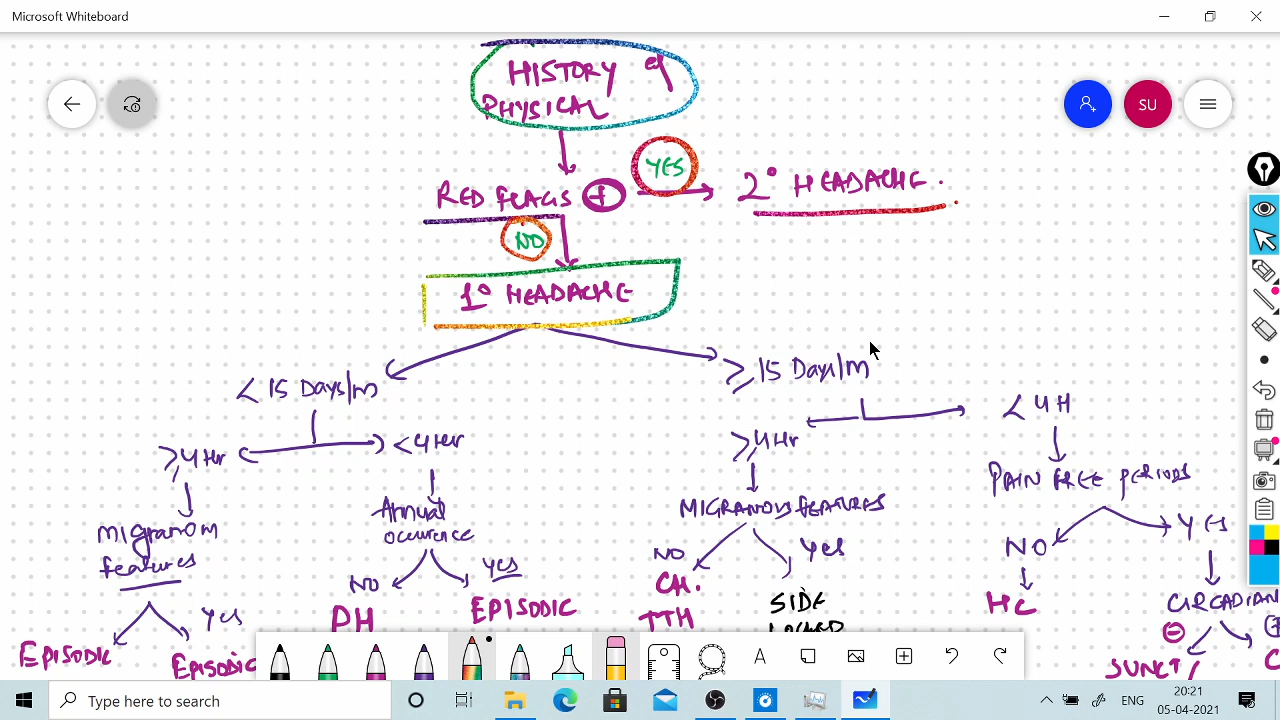 Microsoft Whiteboard
HISTORY
PHYSICAL
SU
RED FLAGS +
YES
2° HEADACHE.
NO
1° HEADACHE
< 15 Days/m
≥ 15 Days/m
≥ 4 Hr
< 4 Hr
≥ 4 Hr
< 4 H
Annual
occurence
MIGRANOUS FEATURES
PAIN FREE PERIODS
features
NO
YES
NO
Yes
NO
YES
Yes
PH
EPISODIC
CH.
TTH
SIDE
LOCKED
HC
CIRCADIAN
EPISODIC
EPISODIC
SUNCT/
A
Type here to search
ENG
20:21
05-04-2021